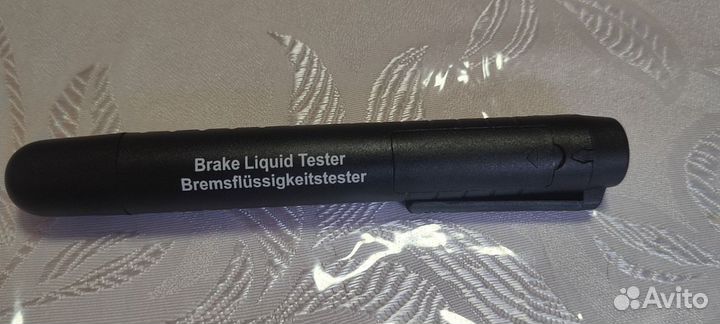 Brake Liquid Tester
Bremsflüssigkeitstester
Avito